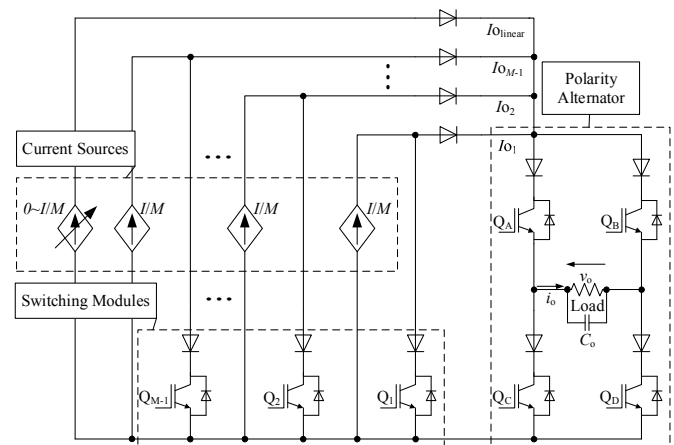 Io_linear
Io_M-1
Polarity
Alternator
Io_2
Io_1
Current Sources
0~I/M
I/M
I/M
I/M
Q_A
Q_B
v_o
i_o
Load
C_o
Switching Modules
Q_M-1
Q_2
Q_1
Q_C
Q_D